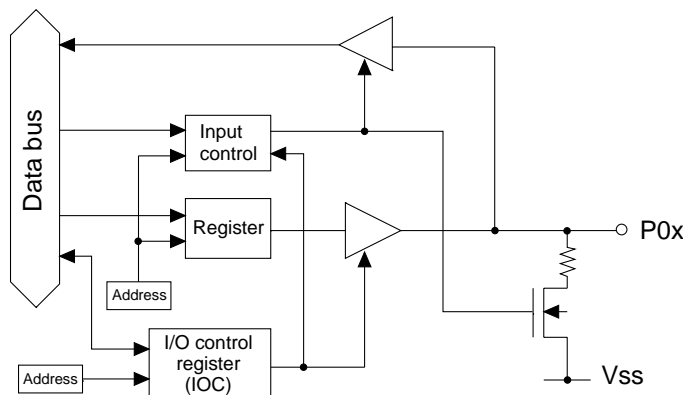 Data bus
Input
control
Register
P0x
Address
I/O control
register
(IOC)
Address
Vss